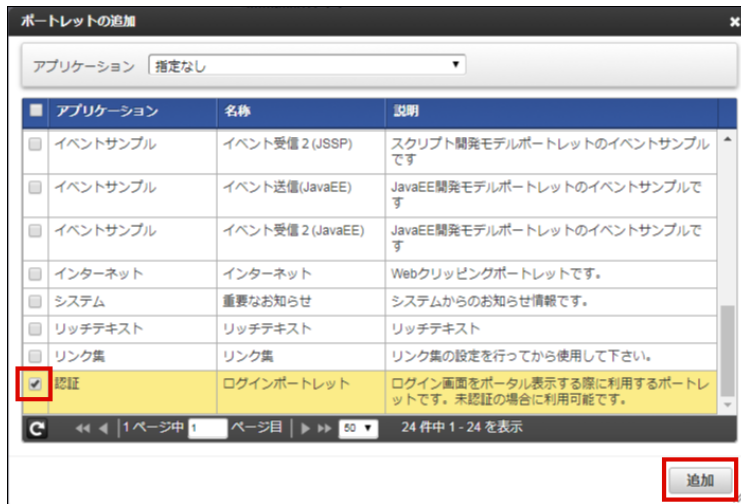 ポートレットの追加
アプリケーション 指定なし
アプリケーション 名称 説明
イベントサンプル イベント受信2(JSSP) スクリプト開発モデルポートレットのイベントサンプル
です
イベントサンプル イベント送信(JavaEE) JavaEE開発モデルポートレットのイベントサンプルで
す
イベントサンプル イベント受信2(JavaEE) JavaEE開発モデルポートレットのイベントサンプルで
す
インターネット インターネット Webクリッピングポートレットです。
システム 重要なお知らせ システムからのお知らせ情報です。
リッチテキスト リッチテキスト リッチテキスト
リンク集 リンク集 リンク集の設定を行ってから使用して下さい。
認証 ログインポートレット ログイン画面をポータル表示する際に利用するポートレ
ットです。未認証の場合に利用可能です。
1ページ中 1 ページ目 50 24 件中 1 - 24 を表示
追加